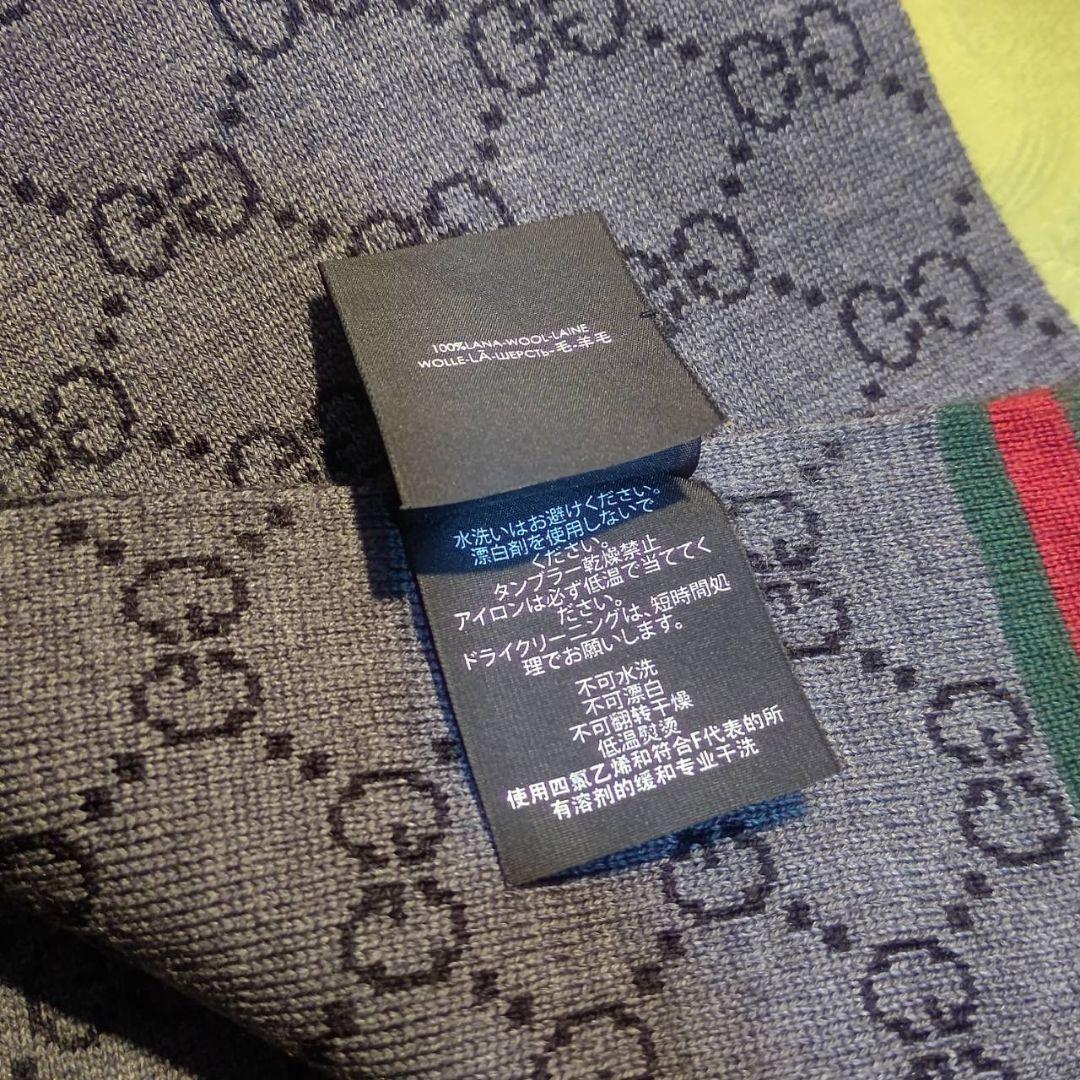 100%LANA-WOOL-LAINE
WOLLE-LÃ-ШЕРСТЬ-毛-羊毛
水洗いはお避けください。
漂白剤を使用しないで
ください。
タンブラー乾燥禁止
アイロンは必ず低温で当ててく
ださい。
ドライクリーニングは、短時間処
理でお願いします。
不可水洗
不可漂白
不可翻转干燥
低温熨烫
使用四氯乙烯和符合F代表的所
有溶剂的缓和专业干洗